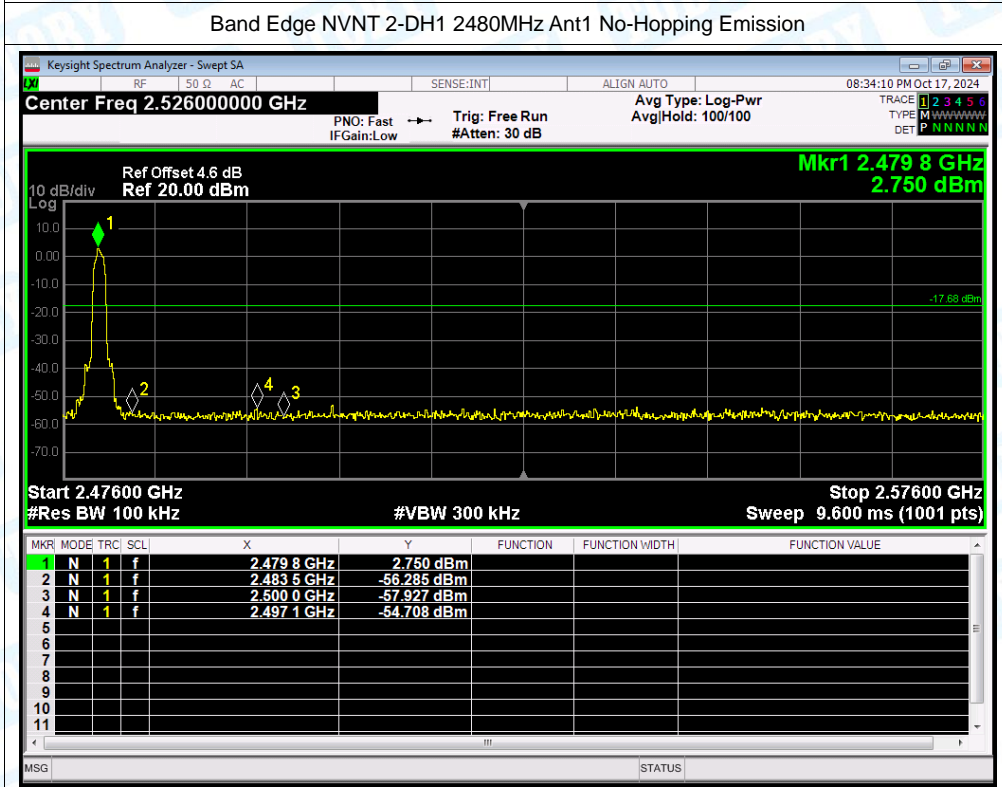 Band Edge NVNT 2-DH1 2480MHz Ant1 No-Hopping Emission
Keysight Spectrum Analyzer - Swept SA
LXI RF 50 Ω AC SENSE:INT ALIGN AUTO 08:34:10 PM Oct 17, 2024
Center Freq 2.526000000 GHz
PNO: Fast
IFGain:Low
Trig: Free Run
#Atten: 30 dB
Avg Type: Log-Pwr
Avg|Hold: 100/100
TRACE 1 2 3 4 5 6
TYPE M WWWWW
DET P N N N N N
Mkr1 2.479 8 GHz
2.750 dBm
Ref Offset 4.6 dB
10 dB/div Ref 20.00 dBm
Log
10.0
0.00
-10.0
-20.0
-30.0
-40.0
-50.0
-60.0
-70.0
1
2
4
3
-17.68 dBm
Start 2.47600 GHz Stop 2.57600 GHz
#Res BW 100 kHz #VBW 300 kHz Sweep 9.600 ms (1001 pts)
MKR MODE TRC SCL X Y FUNCTION FUNCTION WIDTH FUNCTION VALUE
1 N 1 f 2.479 8 GHz 2.750 dBm
2 N 1 f 2.483 5 GHz -56.285 dBm
3 N 1 f 2.500 0 GHz -57.927 dBm
4 N 1 f 2.497 1 GHz -54.708 dBm
5
6
7
8
9
10
11
MSG STATUS